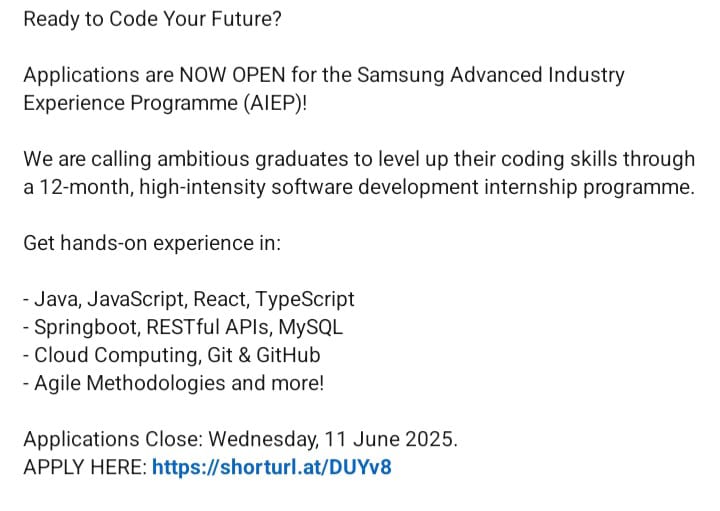 Ready to Code Your Future?
Applications are NOW OPEN for the Samsung Advanced Industry
Experience Programme (AIEP)!
We are calling ambitious graduates to level up their coding skills through
a 12-month, high-intensity software development internship programme.
Get hands-on experience in:
- Java, JavaScript, React, TypeScript
- Springboot, RESTful APIs, MySQL
- Cloud Computing, Git & GitHub
- Agile Methodologies and more!
Applications Close: Wednesday, 11 June 2025.
APPLY HERE: https://shorturl.at/DUYv8